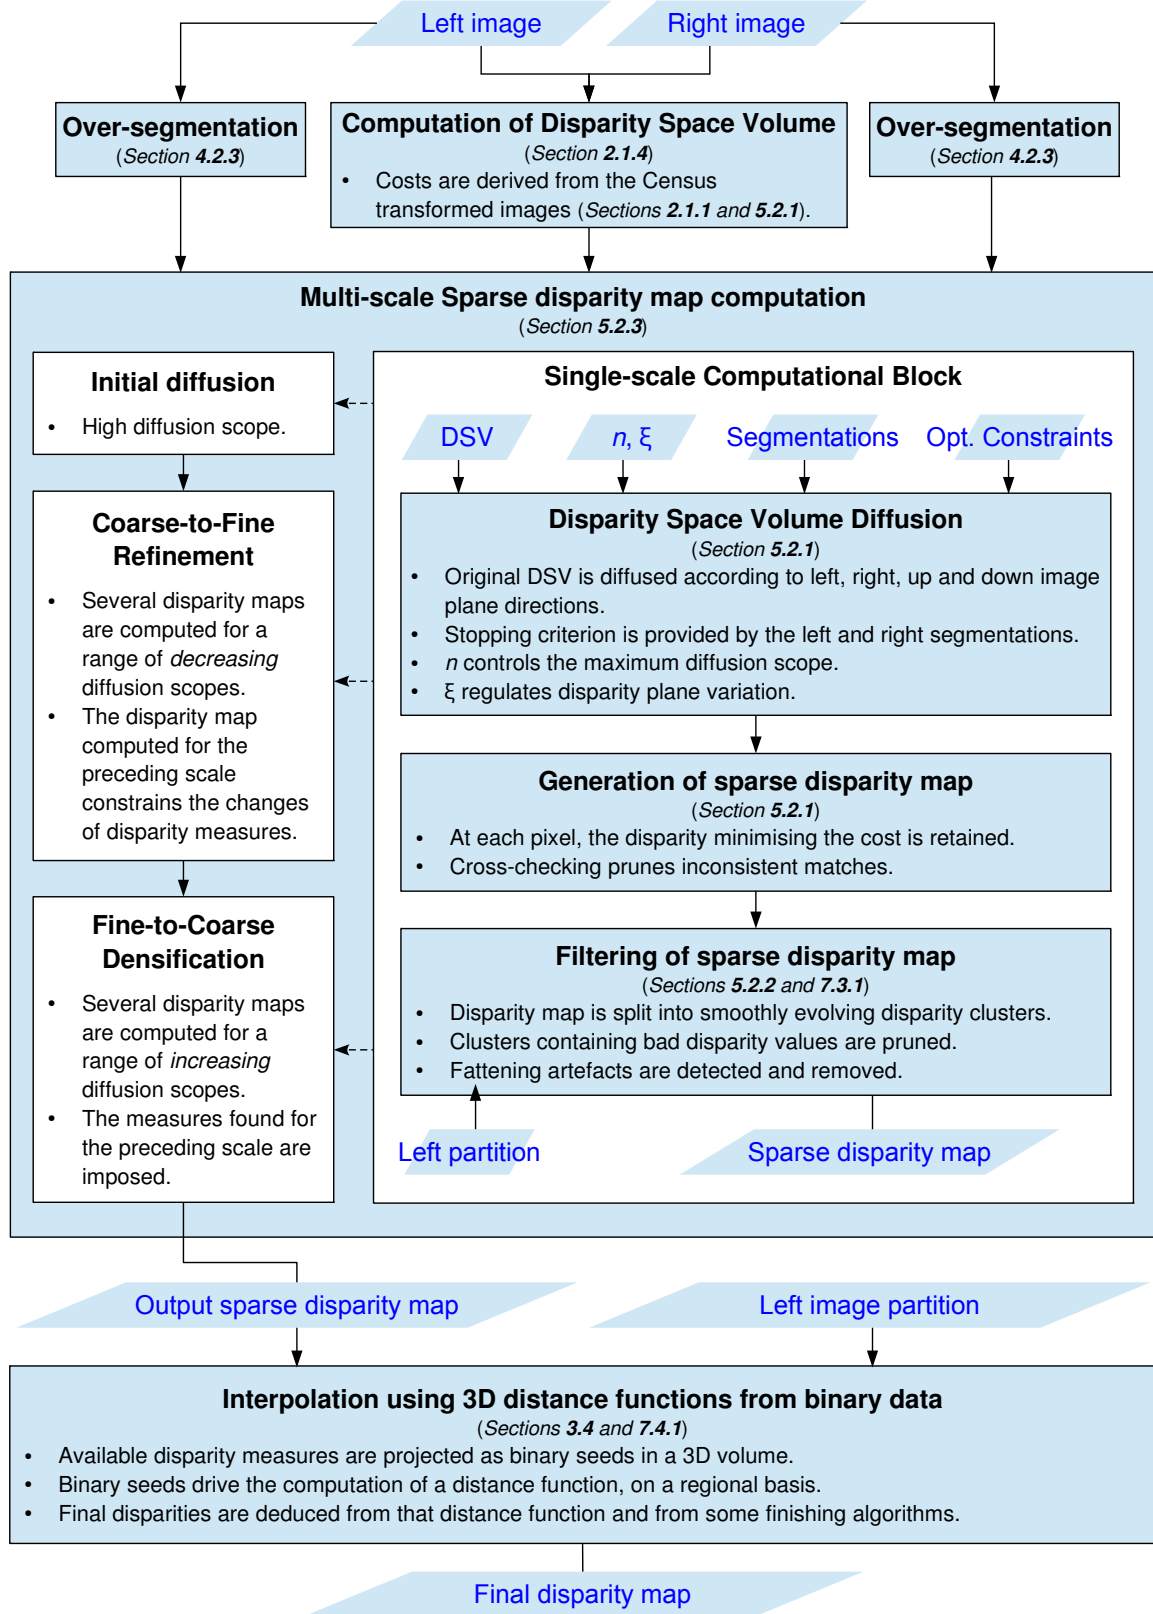 Left image
Right image
Over-segmentation
(Section 4.2.3)
Computation of Disparity Space Volume
(Section 2.1.4)
• Costs are derived from the Census
transformed images (Sections 2.1.1 and 5.2.1).
Over-segmentation
(Section 4.2.3)
Multi-scale Sparse disparity map computation
(Section 5.2.3)
Initial diffusion
• High diffusion scope.
Coarse-to-Fine
Refinement
• Several disparity maps
are computed for a
range of decreasing
diffusion scopes.
• The disparity map
computed for the
preceding scale
constrains the changes
of disparity measures.
Fine-to-Coarse
Densification
• Several disparity maps
are computed for a
range of increasing
diffusion scopes.
• The measures found for
the preceding scale are
imposed.
Single-scale Computational Block
DSV
n, ξ
Segmentations
Opt. Constraints
Disparity Space Volume Diffusion
(Section 5.2.1)
• Original DSV is diffused according to left, right, up and down image
plane directions.
• Stopping criterion is provided by the left and right segmentations.
• n controls the maximum diffusion scope.
• ξ regulates disparity plane variation.
Generation of sparse disparity map
(Section 5.2.1)
• At each pixel, the disparity minimising the cost is retained.
• Cross-checking prunes inconsistent matches.
Filtering of sparse disparity map
(Sections 5.2.2 and 7.3.1)
• Disparity map is split into smoothly evolving disparity clusters.
• Clusters containing bad disparity values are pruned.
• Fattening artefacts are detected and removed.
Left partition
Sparse disparity map
Output sparse disparity map
Left image partition
Interpolation using 3D distance functions from binary data
(Sections 3.4 and 7.4.1)
• Available disparity measures are projected as binary seeds in a 3D volume.
• Binary seeds drive the computation of a distance function, on a regional basis.
• Final disparities are deduced from that distance function and from some finishing algorithms.
Final disparity map